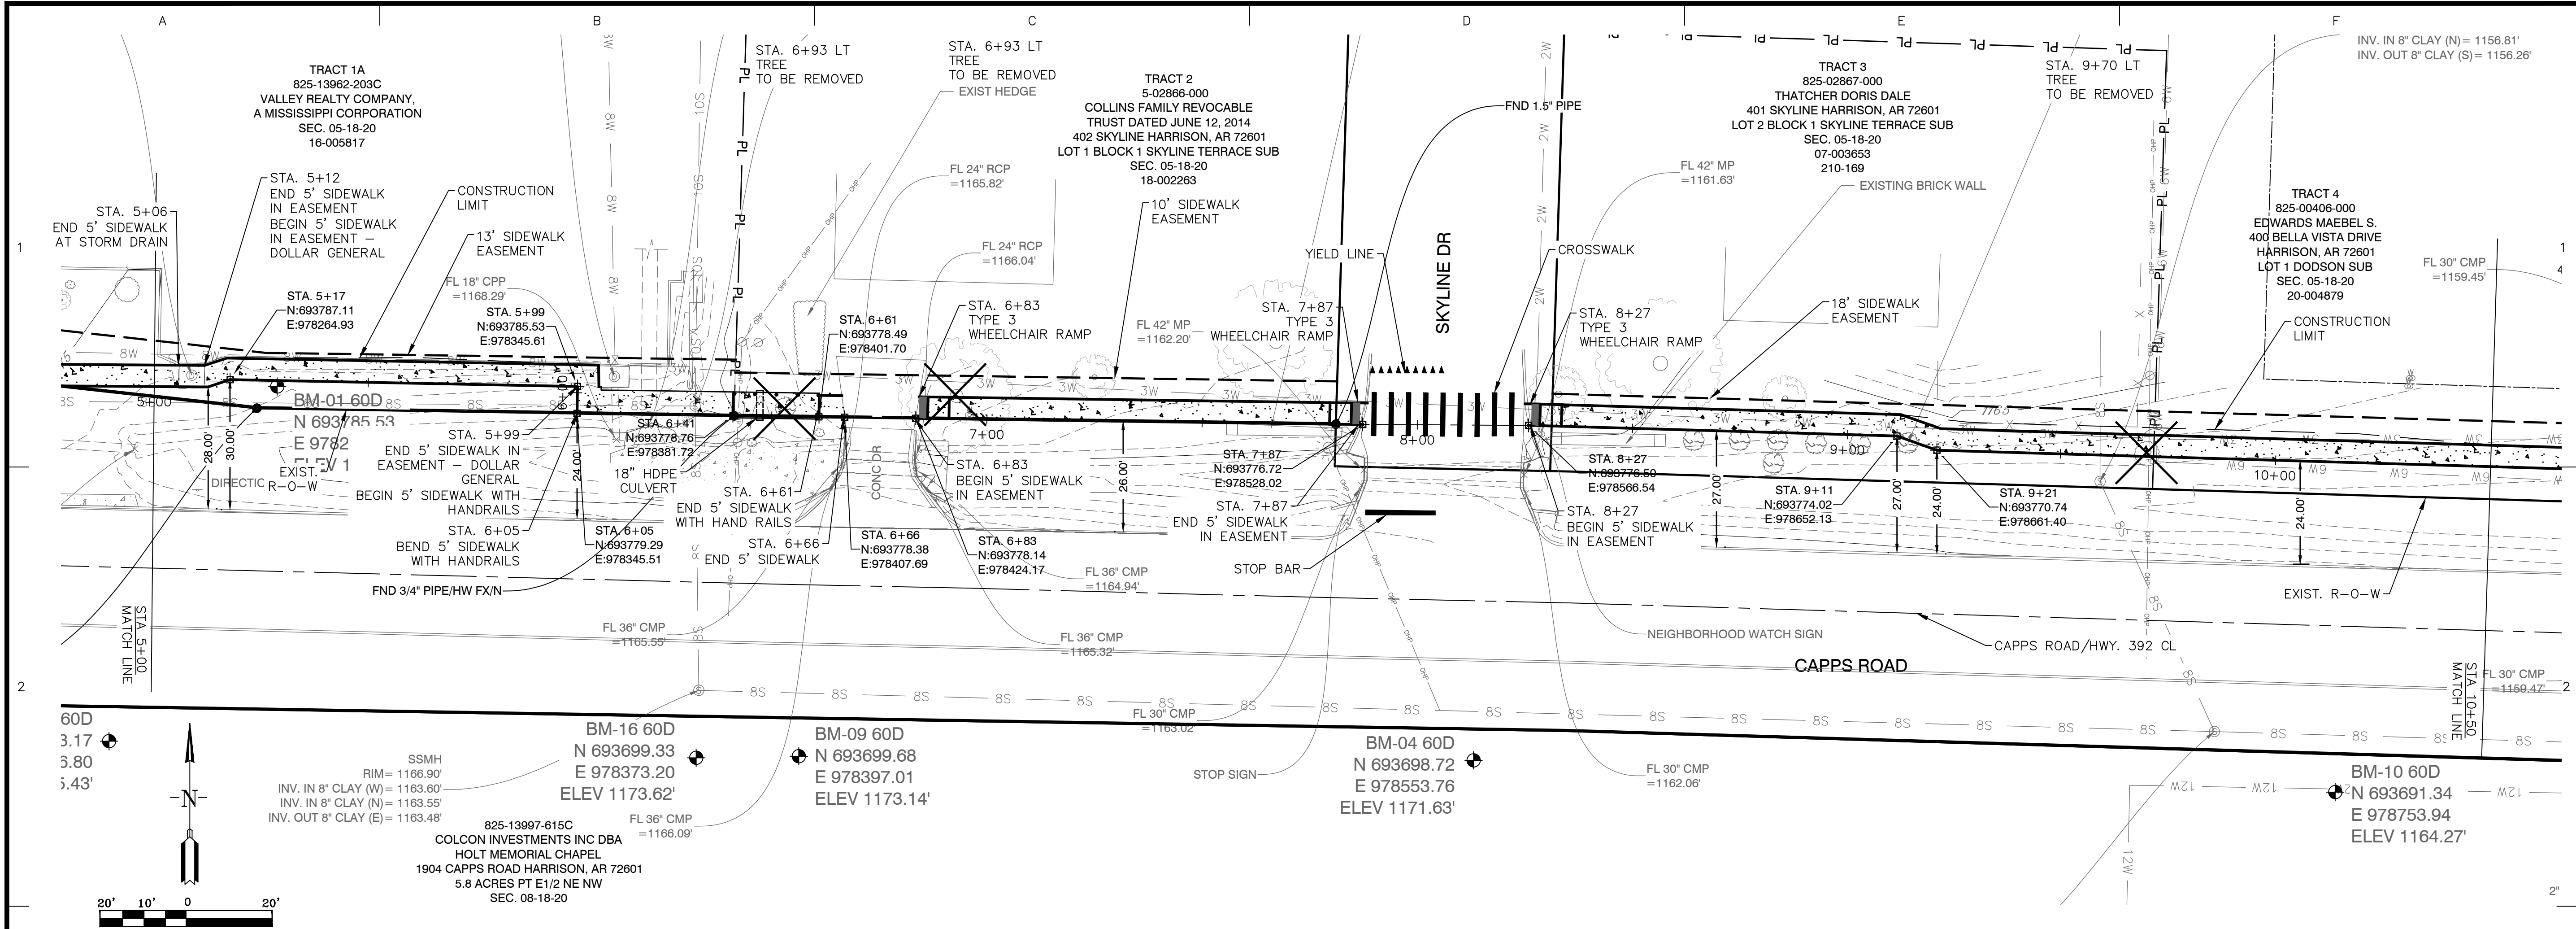 A
B
C
D
E
F
1
2
TRACT 1A
825-13962-203C
VALLEY REALTY COMPANY,
A MISSISSIPPI CORPORATION
SEC. 05-18-20
16-005817
STA. 6+93 LT
TREE
TO BE REMOVED
STA. 6+93 LT
TREE
TO BE REMOVED
EXIST HEDGE
TRACT 2
5-02866-000
COLLINS FAMILY REVOCABLE
TRUST DATED JUNE 12, 2014
402 SKYLINE HARRISON, AR 72601
LOT 1 BLOCK 1 SKYLINE TERRACE SUB
SEC. 05-18-20
18-002263
FND 1.5" PIPE
TRACT 3
825-02867-000
THATCHER DORIS DALE
401 SKYLINE HARRISON, AR 72601
LOT 2 BLOCK 1 SKYLINE TERRACE SUB
SEC. 05-18-20
07-003653
210-169
STA. 9+70 LT
TREE
TO BE REMOVED
INV. IN 8" CLAY (N)= 1156.81'
INV. OUT 8" CLAY (S)= 1156.26'
TRACT 4
825-00406-000
EDWARDS MAEBEL S.
400 BELLA VISTA DRIVE
HARRISON, AR 72601
LOT 1 DODSON SUB
SEC. 05-18-20
20-004879
STA. 5+06
END 5' SIDEWALK
AT STORM DRAIN
STA. 5+12
END 5' SIDEWALK
IN EASEMENT
BEGIN 5' SIDEWALK
IN EASEMENT –
DOLLAR GENERAL
CONSTRUCTION
LIMIT
13' SIDEWALK
EASEMENT
FL 18" CPP
=1168.29'
STA. 5+17
N:693787.11
E:978264.93
STA. 5+99
N:693785.53
E:978345.61
FL 24" RCP
=1165.82'
FL 24" RCP
=1166.04'
10' SIDEWALK
EASEMENT
STA. 6+61
N:693778.49
E:978401.70
STA. 6+83
TYPE 3
WHEELCHAIR RAMP
FL 42" MP
=1162.20'
YIELD LINE
STA. 7+87
TYPE 3
WHEELCHAIR RAMP
SKYLINE DR
CROSSWALK
STA. 8+27
TYPE 3
WHEELCHAIR RAMP
FL 42" MP
=1161.63'
EXISTING BRICK WALL
18' SIDEWALK
EASEMENT
CONSTRUCTION
LIMIT
FL 30" CMP
=1159.45'
5+00
6+00
7+00
8+00
9+00
10+00
BM-01 60D
N 693785.53
E 9782
ELEV 1
EXIST.
R-O-W
28.00'
30.00'
24.00'
26.00'
27.00'
27.00'
24.00'
24.00'
STA. 5+99
END 5' SIDEWALK IN
EASEMENT – DOLLAR
GENERAL
BEGIN 5' SIDEWALK WITH
HANDRAILS
STA. 6+05
BEND 5' SIDEWALK
WITH HANDRAILS
STA. 6+05
N:693779.29
E:978345.51
STA. 6+41
N:693778.76
E:978381.72
18" HDPE
CULVERT
STA. 6+61
END 5' SIDEWALK
WITH HAND RAILS
STA. 6+66
END 5' SIDEWALK
STA. 6+66
N:693778.38
E:978407.69
CONC DR
STA. 6+83
BEGIN 5' SIDEWALK
IN EASEMENT
STA. 6+83
N:693778.14
E:978424.17
STA. 7+87
N:693776.72
E:978528.02
STA. 7+87
END 5' SIDEWALK
IN EASEMENT
STOP BAR
STA. 8+27
N:693776.50
E:978566.54
STA. 8+27
BEGIN 5' SIDEWALK
IN EASEMENT
STA. 9+11
N:693774.02
E:978652.13
STA. 9+21
N:693770.74
E:978661.40
EXIST. R-O-W
FND 3/4" PIPE/HW FX/N
FL 36" CMP
=1164.94'
FL 36" CMP
=1165.55'
FL 36" CMP
=1165.32'
NEIGHBORHOOD WATCH SIGN
CAPPS ROAD/HWY. 392 CL
CAPPS ROAD
STA. 5+00
MATCH LINE
STA. 10+50
MATCH LINE
FL 30" CMP
=1159.47'
60D
3.17
3.80
5.43'
N
SSMH
RIM= 1166.90'
INV. IN 8" CLAY (W)= 1163.60'
INV. IN 8" CLAY (N)= 1163.55'
INV. OUT 8" CLAY (E)= 1163.48'
BM-16 60D
N 693699.33
E 978373.20
ELEV 1173.62'
BM-09 60D
N 693699.68
E 978397.01
ELEV 1173.14'
FL 30" CMP
=1163.02'
STOP SIGN
BM-04 60D
N 693698.72
E 978553.76
ELEV 1171.63'
FL 30" CMP
=1162.06'
BM-10 60D
N 693691.34
E 978753.94
ELEV 1164.27'
FL 36" CMP
=1166.09'
825-13997-615C
COLCON INVESTMENTS INC DBA
HOLT MEMORIAL CHAPEL
1904 CAPPS ROAD HARRISON, AR 72601
5.8 ACRES PT E1/2 NE NW
SEC. 08-18-20
20' 10' 0 20'
2"